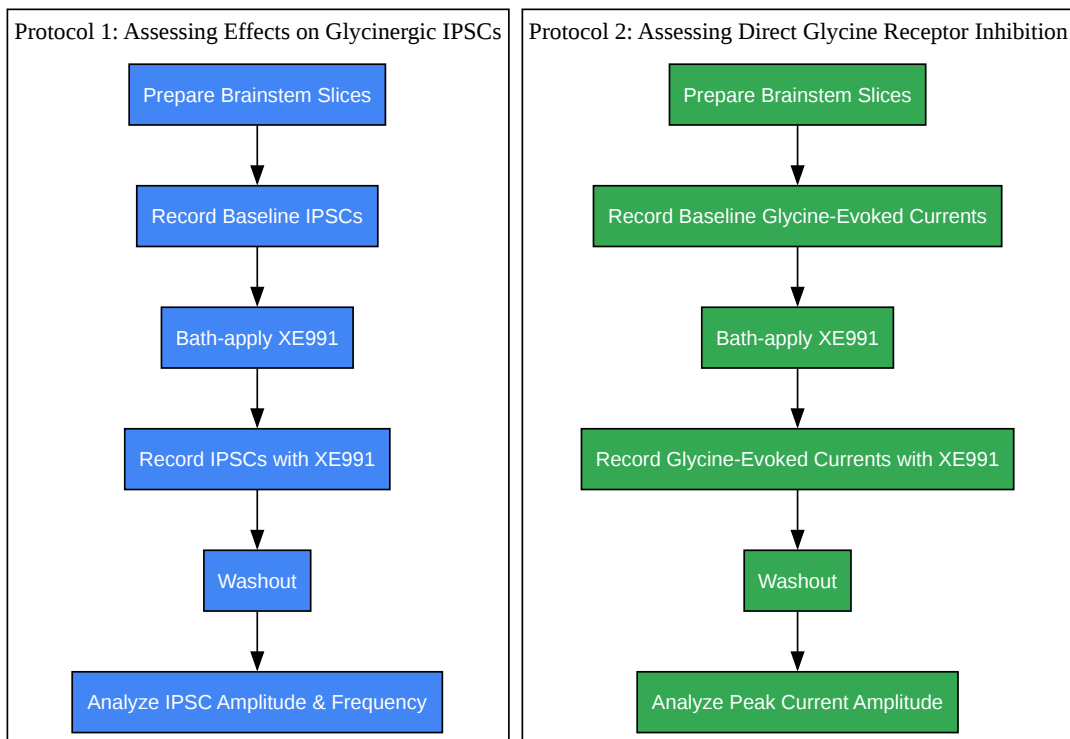 Protocol 1: Assessing Effects on Glycinergic IPSCs
Prepare Brainstem Slices
Record Baseline IPSCs
Bath-apply XE991
Record IPSCs with XE991
Washout
Analyze IPSC Amplitude & Frequency
Protocol 2: Assessing Direct Glycine Receptor Inhibition
Prepare Brainstem Slices
Record Baseline Glycine-Evoked Currents
Bath-apply XE991
Record Glycine-Evoked Currents with XE991
Washout
Analyze Peak Current Amplitude